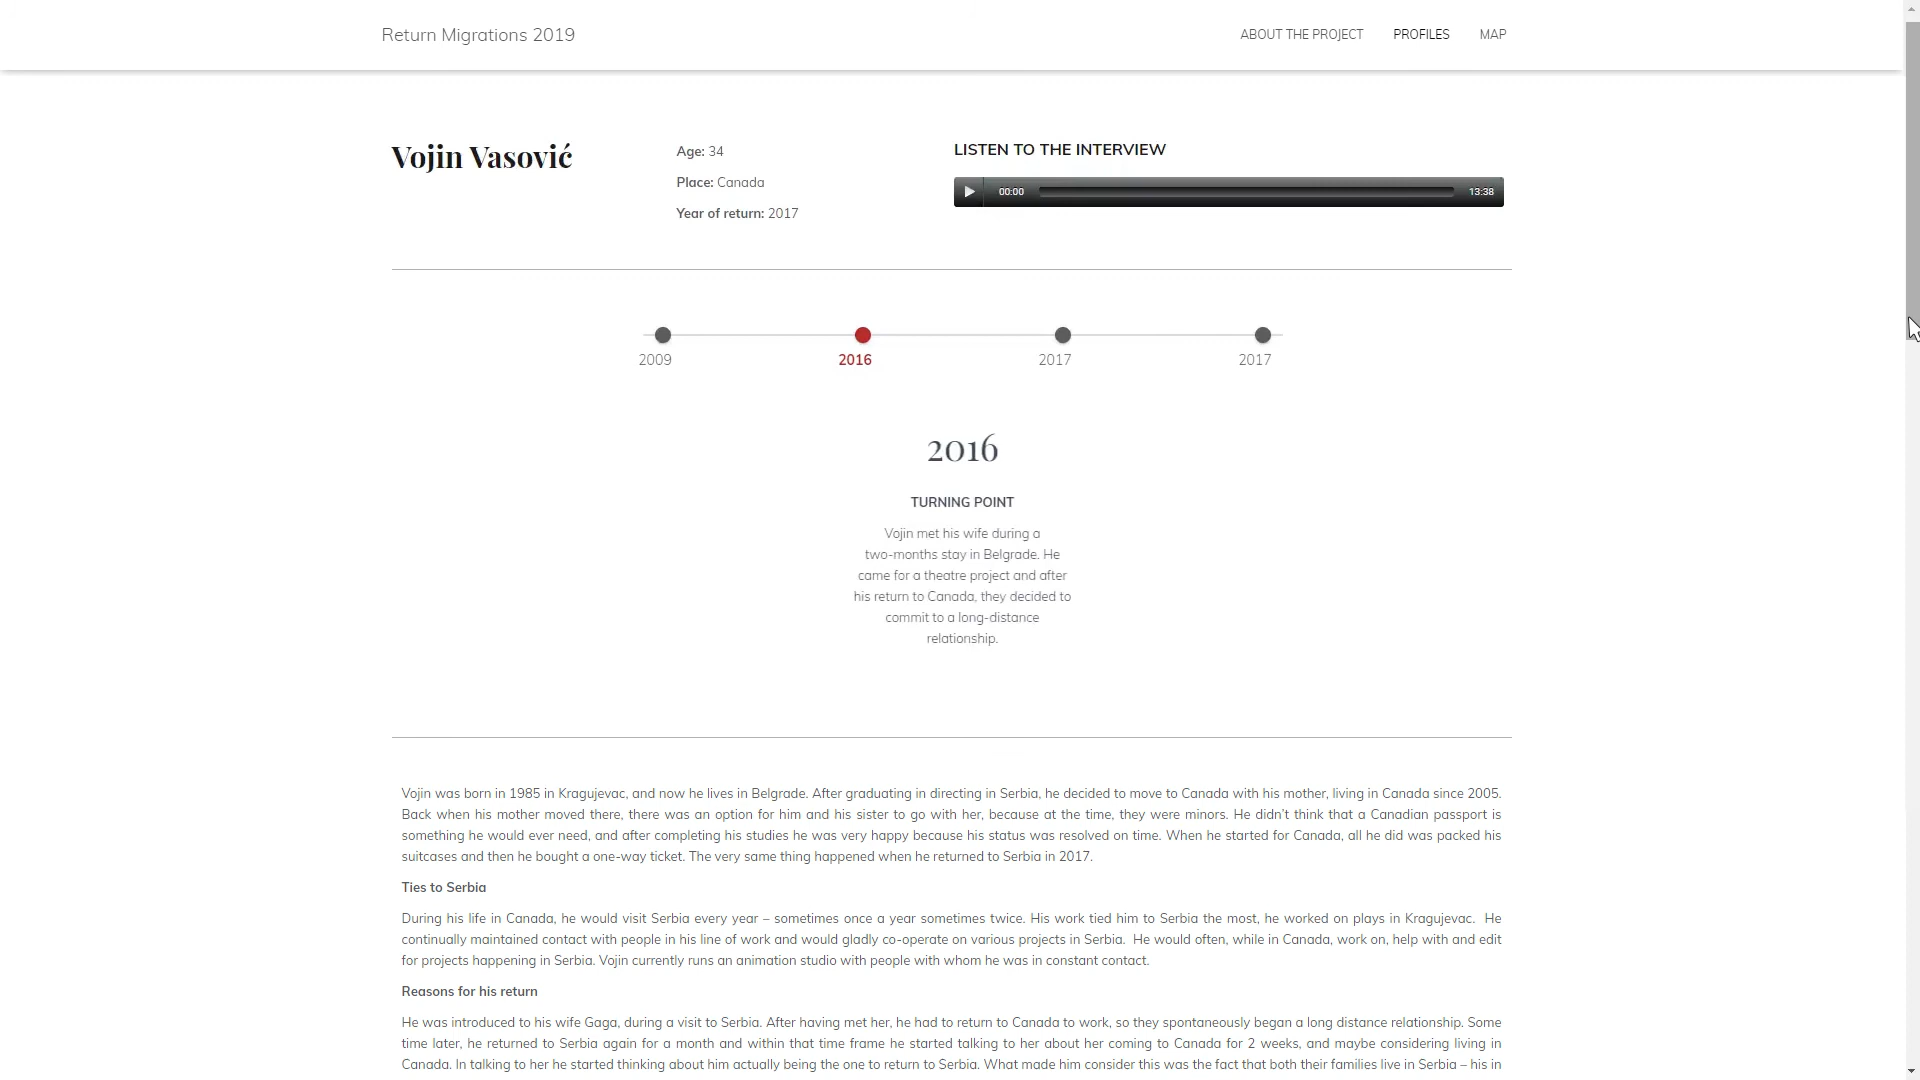 Return Migrations 2019
ABOUT THE PROJECT
PROFILES
MAP
Vojin Vasović
Age: 34
Place: Canada
Year of return: 2017
LISTEN TO THE INTERVIEW
00:00
13:38
2009
2016
2017
2017
2016
TURNING POINT
Vojin met his wife during a
two-months stay in Belgrade. He
came for a theatre project and after
his return to Canada, they decided to
commit to a long-distance
relationship.
Vojin was born in 1985 in Kragujevac, and now he lives in Belgrade. After graduating in directing in Serbia, he decided to move to Canada with his mother, living in Canada since 2005.
Back when his mother moved there, there was an option for him and his sister to go with her, because at the time, they were minors. He didn’t think that a Canadian passport is
something he would ever need, and after completing his studies he was very happy because his status was resolved on time. When he started for Canada, all he did was packed his
suitcases and then he bought a one-way ticket. The very same thing happened when he returned to Serbia in 2017.
Ties to Serbia
During his life in Canada, he would visit Serbia every year – sometimes once a year sometimes twice. His work tied him to Serbia the most, he worked on plays in Kragujevac.  He
continually maintained contact with people in his line of work and would gladly co-operate on various projects in Serbia.  He would often, while in Canada, work on, help with and edit
for projects happening in Serbia. Vojin currently runs an animation studio with people with whom he was in constant contact.
Reasons for his return
He was introduced to his wife Gaga, during a visit to Serbia. After having met her, he had to return to Canada to work, so they spontaneously began a long distance relationship. Some
time later, he returned to Serbia again for a month and within that time frame he started talking to her about her coming to Canada for 2 weeks, and maybe considering living in
Canada. In talking to her he started thinking about him actually being the one to return to Serbia. What made him consider this was the fact that both their families live in Serbia – his in